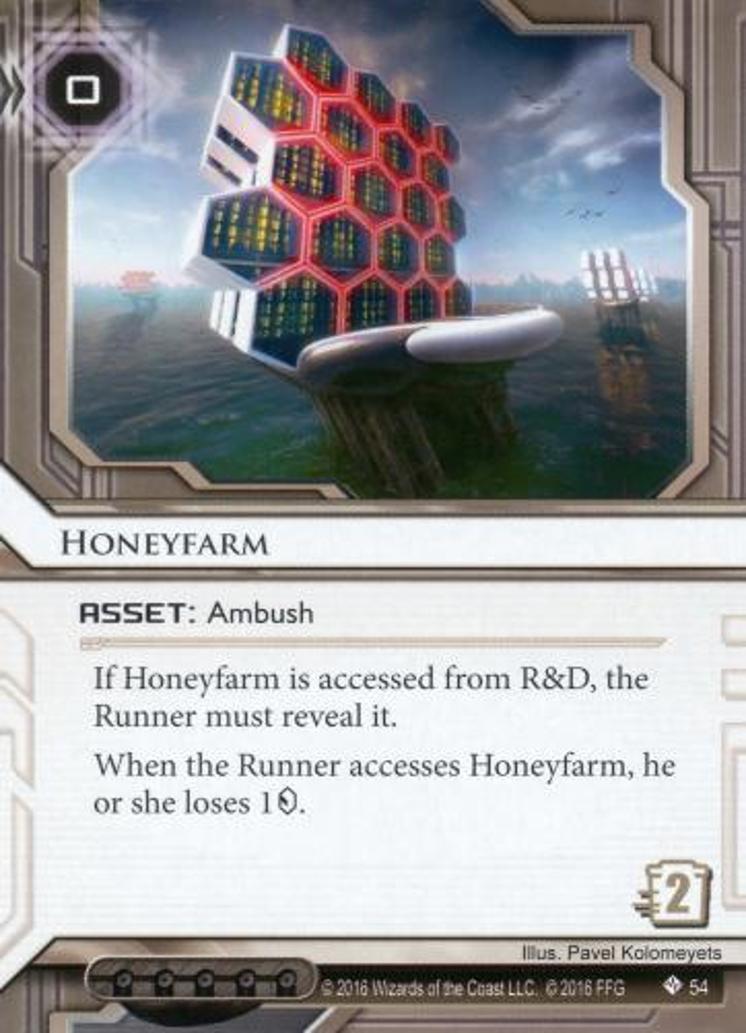 0
HONEYFARM
ASSET: Ambush
If Honeyfarm is accessed from R&D, the
Runner must reveal it.
When the Runner accesses Honeyfarm, he
or she loses 1.
2
Illus. Pavel Kolomeyets
© 2016 Wizards of the Coast LLC. © 2016 FFG 54